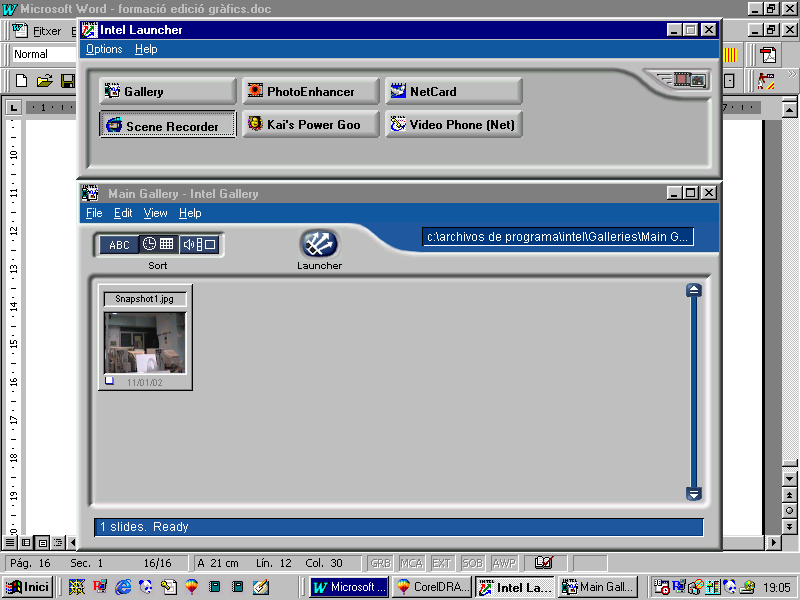 Microsoft Word - formació edició gràfics.doc
Intel Launcher
Eitxer
Options Help
Normal
Gallery PhotoEnhancer NetCard
Scene Recorder Kai's Power Goo Video Phone (Net)
Main Gallery - Intel Gallery
File Edit View Help
ABC
c:\archivos de programa\intel\Galleries\Main G...
Sort Launcher
Snapshot1.jpg
11/01/02
1 slides. Ready
Pág. 16 Sec. 1 16/16 A 21 cm Lín. 12 Col. 30 GRB MCA EXT SOB AWP
Inici Microsoft ... CorelDRA... Intel La... Main Gall... 19:05